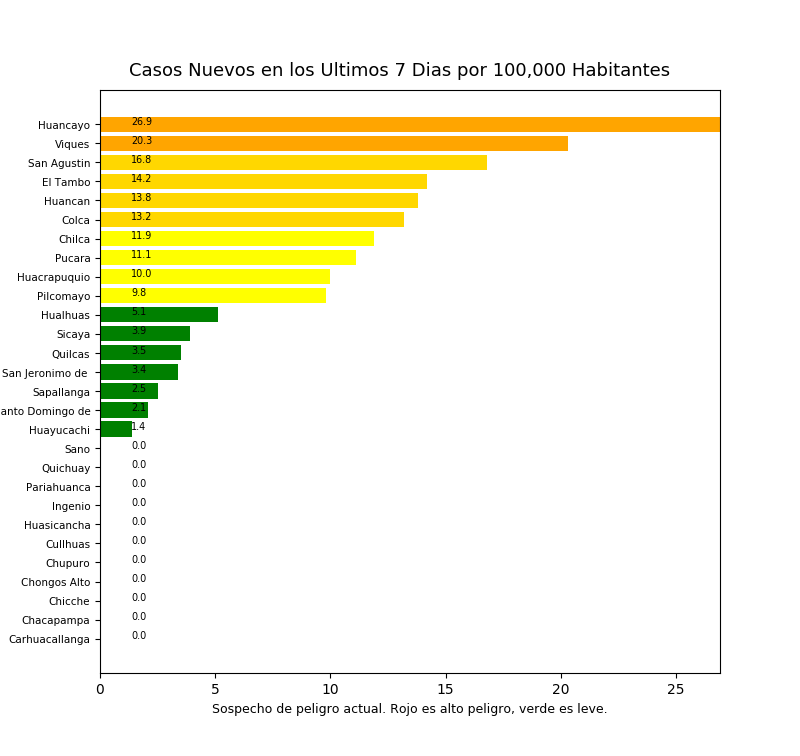 Casos Nuevos en los Ultimos 7 Dias por 100,000 Habitantes
Huancayo 26.9
Viques 20.3
San Agustin 16.8
El Tambo 14.2
Huancan 13.8
Colca 13.2
Chilca 11.9
Pucara 11.1
Huacrapuquio 10.0
Pilcomayo 9.8
Hualhuas 5.1
Sicaya 3.9
Quilcas 3.5
San Jeronimo de 3.4
Sapallanga 2.5
anto Domingo de 2.1
Huayucachi 1.4
Sano 0.0
Quichuay 0.0
Pariahuanca 0.0
Ingenio 0.0
Huasicancha 0.0
Cullhuas 0.0
Chupuro 0.0
Chongos Alto 0.0
Chicche 0.0
Chacapampa 0.0
Carhuacallanga 0.0
0 5 10 15 20 25
Sospecho de peligro actual. Rojo es alto peligro, verde es leve.